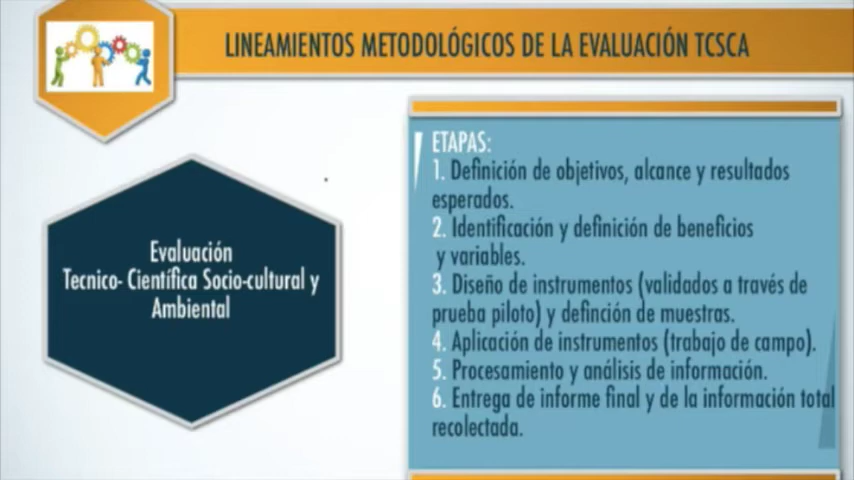 LINEAMIENTOS METODOLÓGICOS DE LA EVALUACIÓN TCSCA
Evaluación
Tecnico- Científica Socio-cultural y
Ambiental
ETAPAS:
1. Definición de objetivos, alcance y resultados
esperados.
2. Identificación y definición de beneficios
y variables.
3. Diseño de instrumentos (validados a través de
prueba piloto) y definción de muestras.
4. Aplicación de instrumentos (trabajo de campo).
5. Procesamiento y análisis de información.
6. Entrega de informe final y de la información total
recolectada.